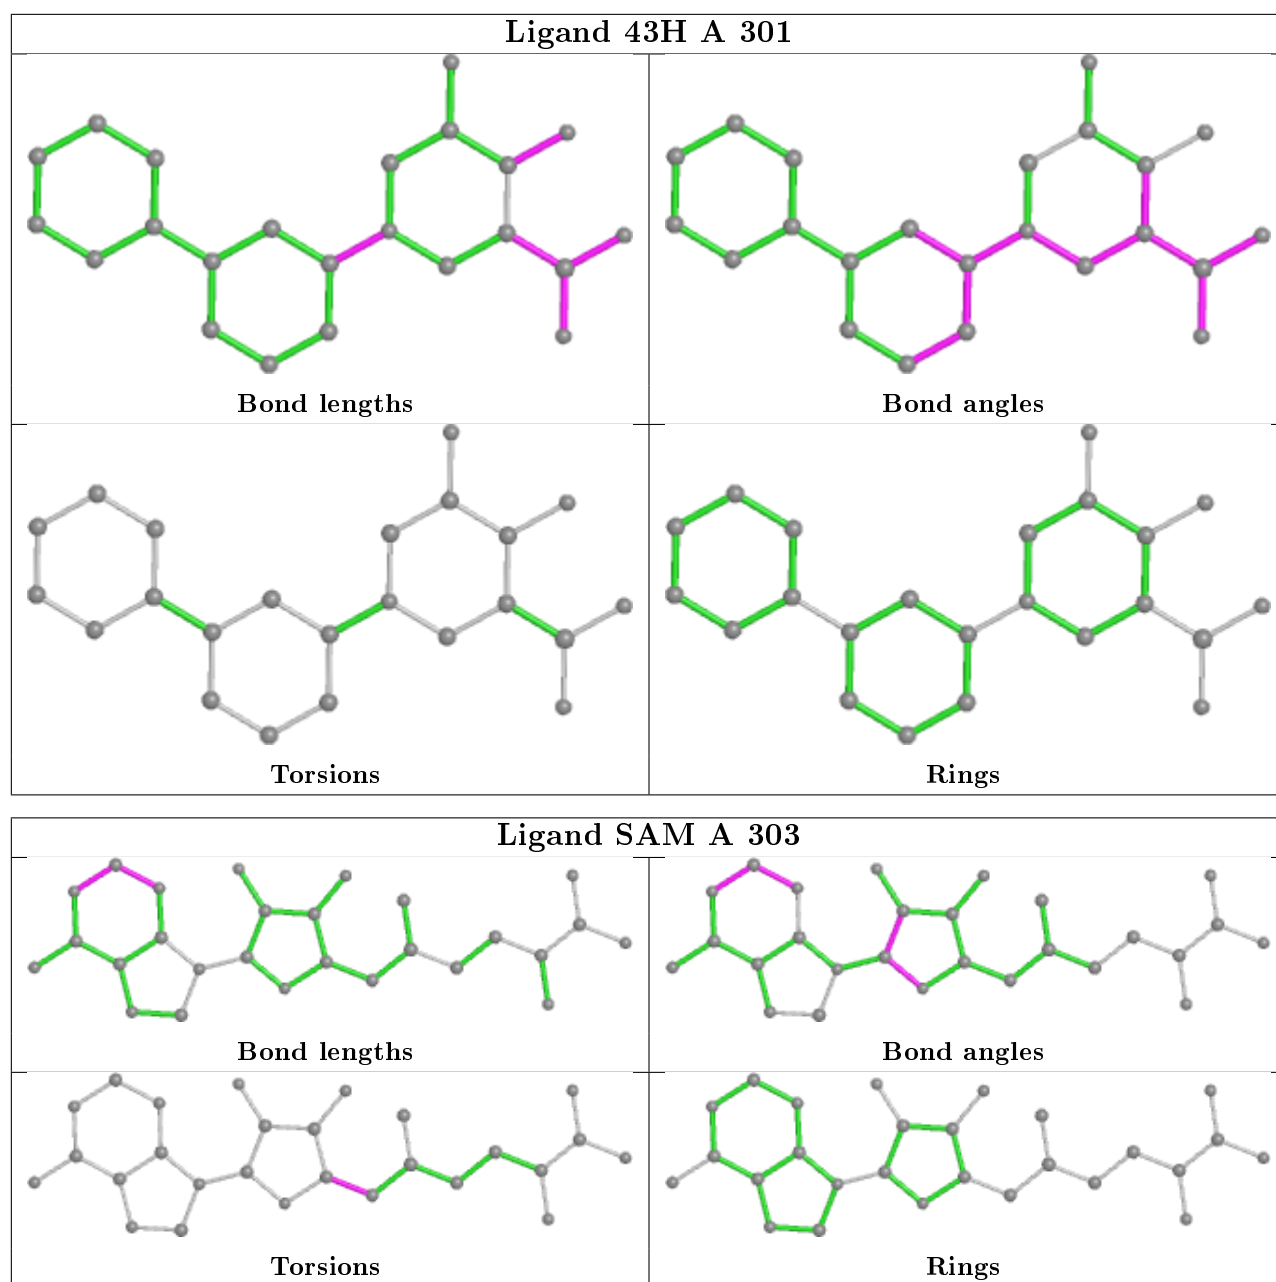 Ligand 43H A 301
Bond lengths
Bond angles
Torsions
Rings
Ligand SAM A 303
Bond lengths
Bond angles
Torsions
Rings